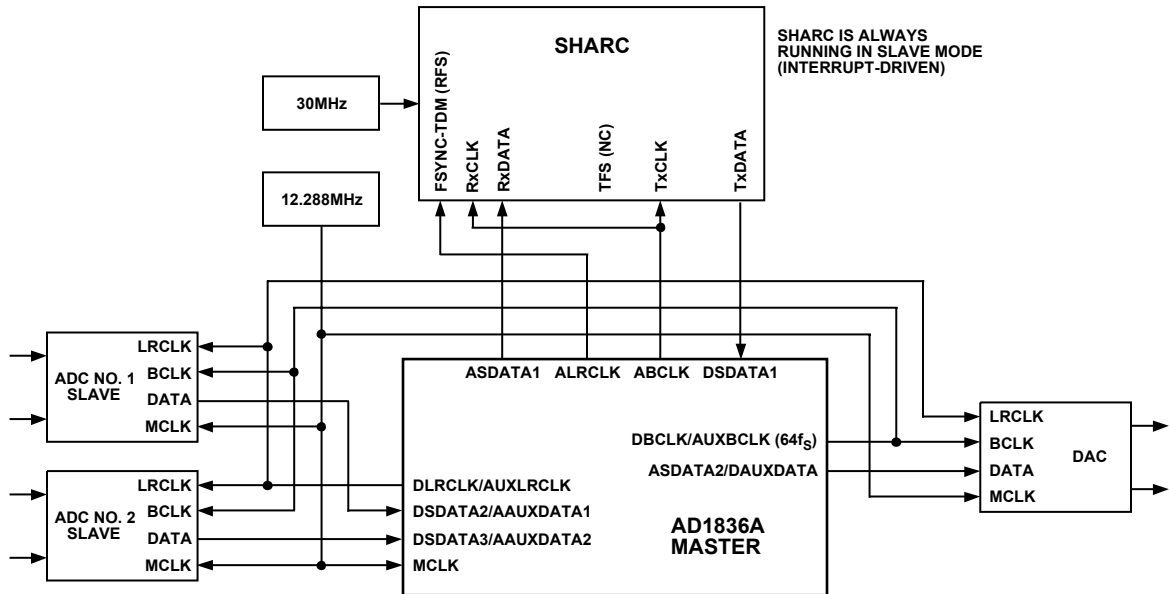 SHARC
SHARC IS ALWAYS
RUNNING IN SLAVE MODE
(INTERRUPT-DRIVEN)
30MHz
12.288MHz
FSYNC-TDM (RFS)
RxCLK
RxDATA
TFS (NC)
TxCLK
TxDATA
ADC NO. 1
SLAVE
LRCLK
BCLK
DATA
MCLK
ADC NO. 2
SLAVE
LRCLK
BCLK
DATA
MCLK
ASDATA1 ALRCLK ABCLK DSDATA1
DBCLK/AUXBCLK (64fS)
ASDATA2/DAUXDATA
DLRCLK/AUXLRCLK
DSDATA2/AAUXDATA1
DSDATA3/AAUXDATA2
MCLK
AD1836A
MASTER
LRCLK
BCLK
DATA
MCLK
DAC